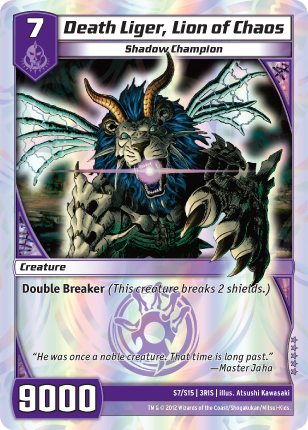 7
Death Liger, Lion of Chaos
Shadow Champion
Creature
Double Breaker (This creature breaks 2 shields.)
“He was once a noble creature. That time is long past.”
—Master Jaha
9000
S7/S15 | 3RIS | illus. Atsushi Kawasaki
TM & © 2012 Wizards of the Coast/Shogakukan/Mitsui-Kids.